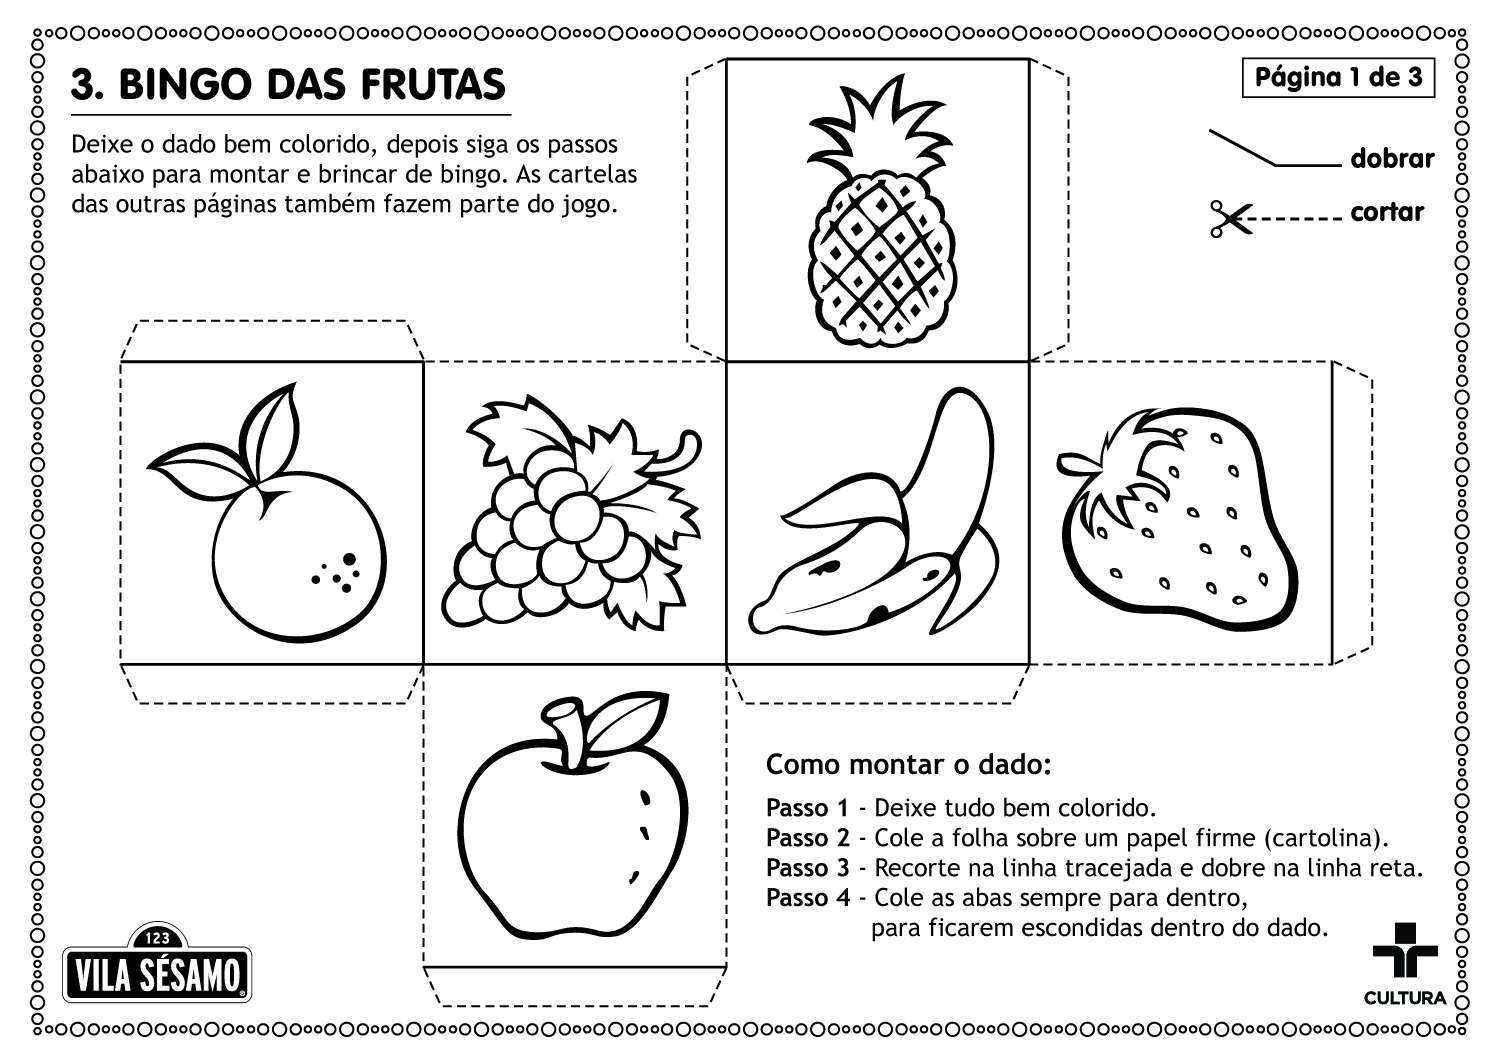 3. BINGO DAS FRUTAS
Deixe o dado bem colorido, depois siga os passos
abaixo para montar e brincar de bingo. As cartelas
das outras páginas também fazem parte do jogo.
Página 1 de 3
dobrar
cortar
Como montar o dado:
Passo 1 - Deixe tudo bem colorido.
Passo 2 - Cole a folha sobre um papel firme (cartolina).
Passo 3 - Recorte na linha tracejada e dobre na linha reta.
Passo 4 - Cole as abas sempre para dentro,
para ficarem escondidas dentro do dado.
123
VILA SÉSAMO®
CULTURA